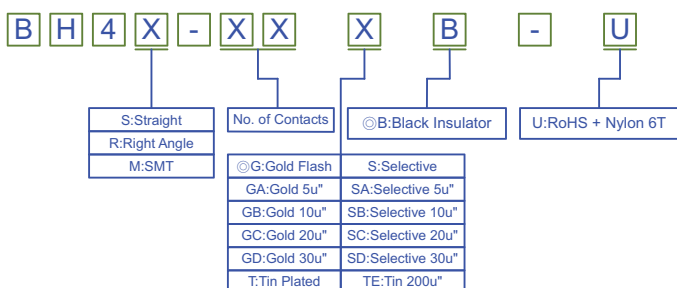 BH4X-XX X B - U
S:Straight
R:Right Angle
M:SMT
No. of Contacts
◎B:Black Insulator
U:RoHS + Nylon 6T
◎G:Gold Flash S:Selective
GA:Gold 5u" SA:Selective 5u"
GB:Gold 10u" SB:Selective 10u"
GC:Gold 20u" SC:Selective 20u"
GD:Gold 30u" SD:Selective 30u"
T:Tin Plated TE:Tin 200u"